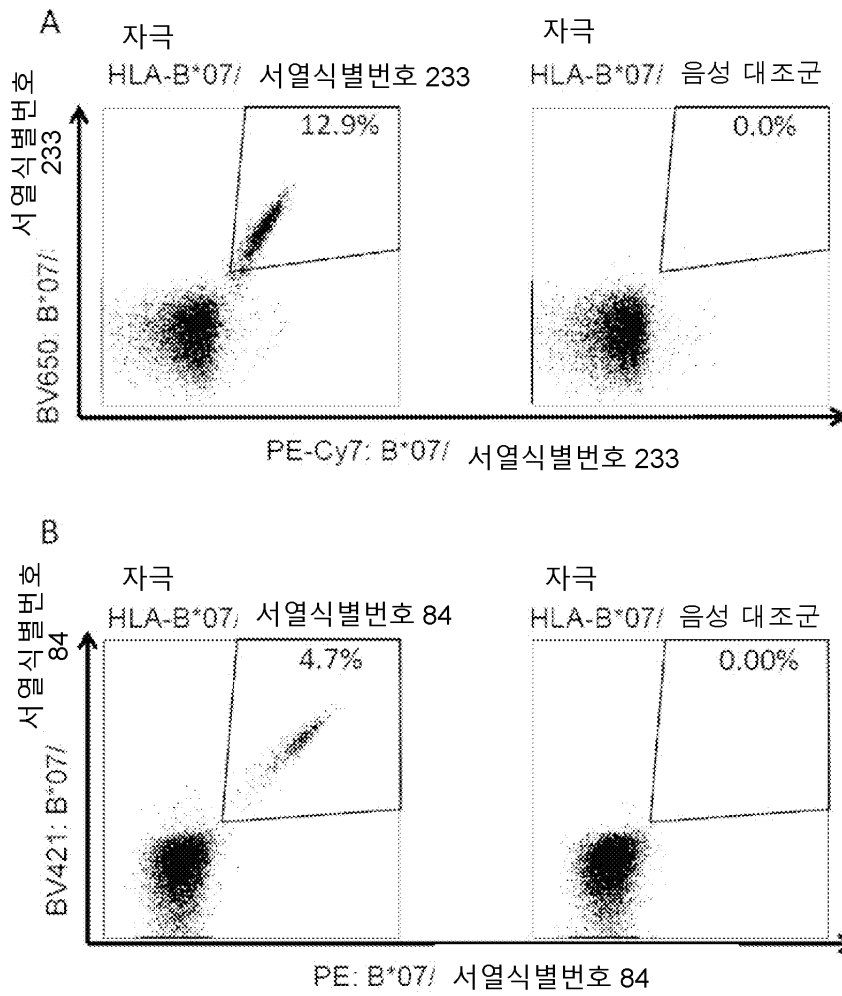 A
자극
HLA-B*07/ 서열식별번호 233
자극
HLA-B*07/ 음성 대조군
12.9%
0.0%
BV650: B*07/ 서열식별번호 233
PE-Cy7: B*07/ 서열식별번호 233
B
자극
HLA-B*07/ 서열식별번호 84
자극
HLA-B*07/ 음성 대조군
4.7%
0.00%
BV421: B*07/ 서열식별번호 84
PE: B*07/ 서열식별번호 84